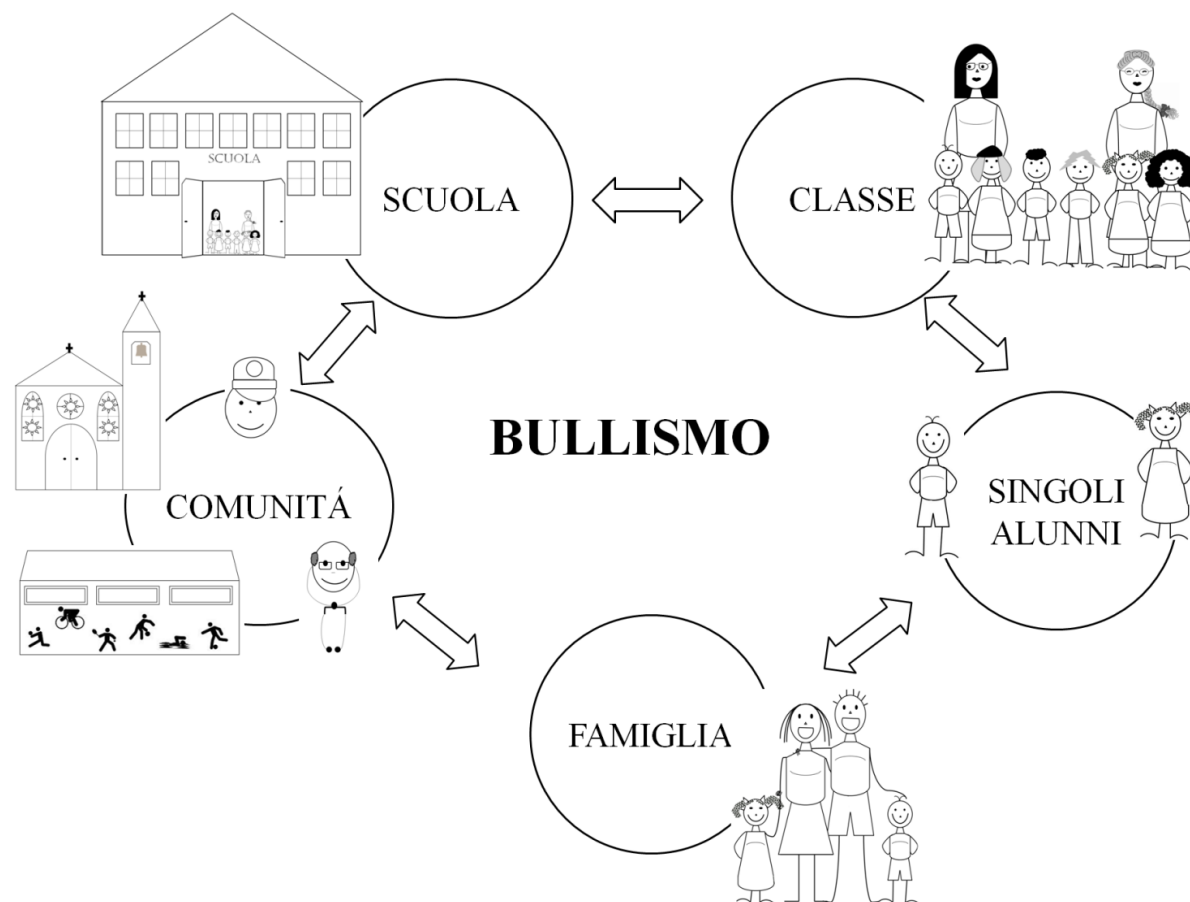 SCUOLA
SCUOLA
CLASSE
BULLISMO
COMUNITÁ
SINGOLI
ALUNNI
FAMIGLIA